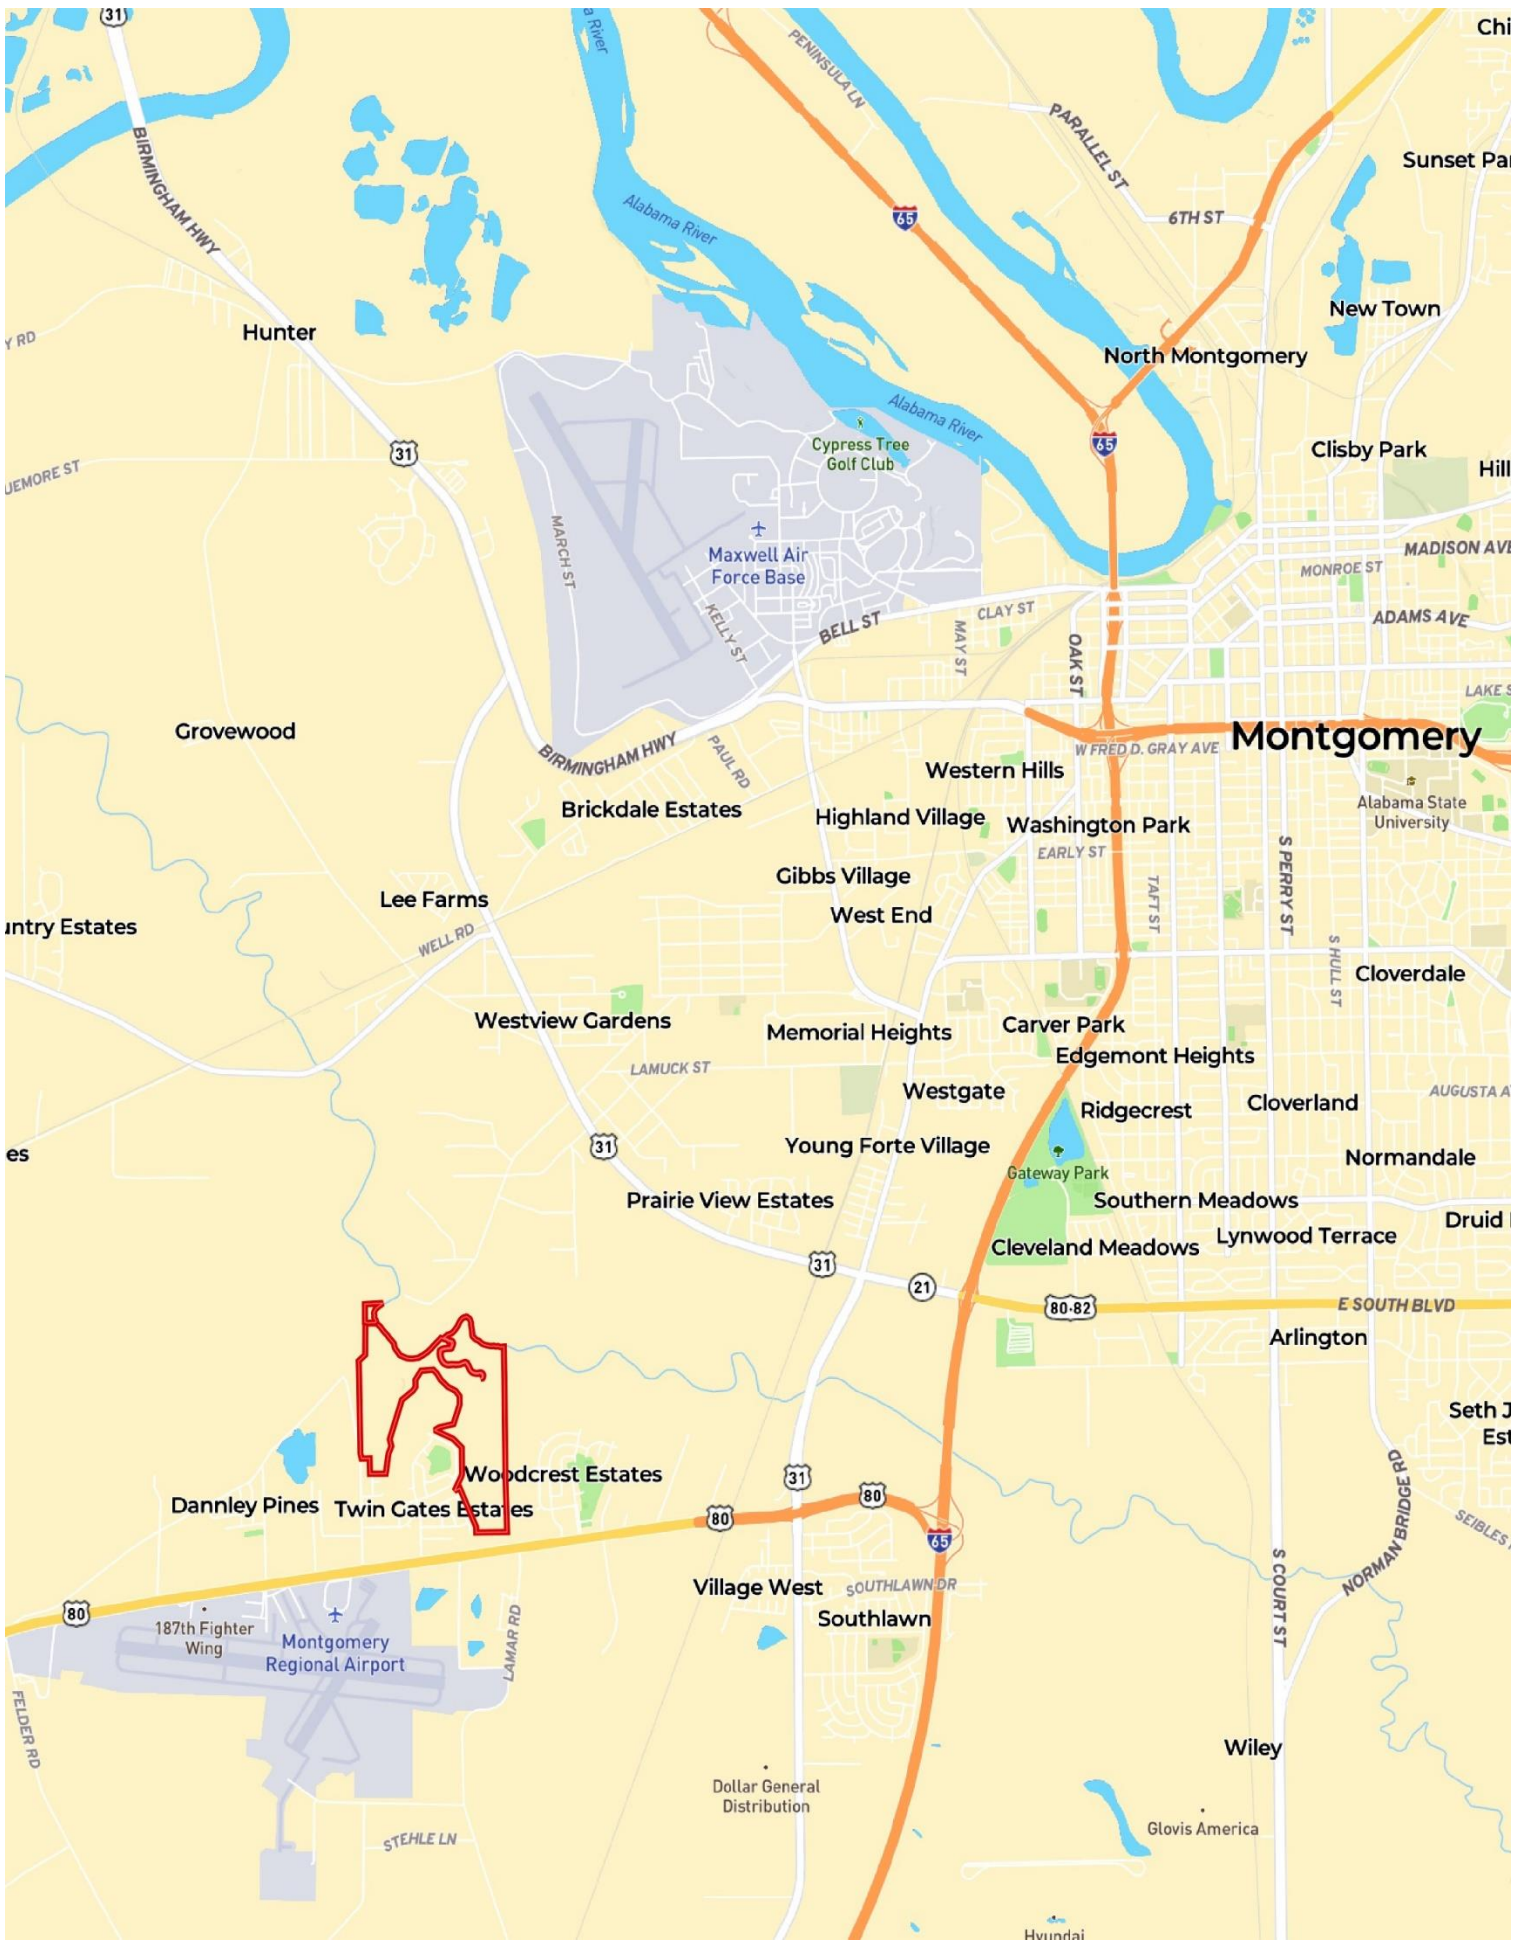 31
Chi
a River
PENINSULA LN
PARALLEL ST
BIRMINGHAM HWY
Sunset Pa
65
Alabama River
6TH ST
New Town
Hunter
Y RD
North Montgomery
Alabama River
Cypress Tree
Golf Club
65
31
Clisby Park
Hill
UEMORE ST
MARCH ST
Maxwell Air
Force Base
MADISON AVE
MONROE ST
KELLY ST
BELL ST
CLAY ST
MAY ST
OAK ST
ADAMS AVE
LAKE S
Grovewood
BIRMINGHAM HWY
PAUL RD
W FRED D. GRAY AVE
Montgomery
Western Hills
Brickdale Estates
Highland Village
Washington Park
Alabama State
University
EARLY ST
S PERRY ST
Gibbs Village
TAFT ST
Lee Farms
West End
untry Estates
WELL RD
S HULL ST
Cloverdale
Westview Gardens
Memorial Heights
Carver Park
Edgemont Heights
LAMUCK ST
Westgate
Ridgecrest
Cloverland
AUGUSTA A
31
Young Forte Village
es
Gateway Park
Normandale
Prairie View Estates
Southern Meadows
Druid
Lynwood Terrace
Cleveland Meadows
31
21
80-82
E SOUTH BLVD
Arlington
Seth J
Est
Woodcrest Estates
31
Dannley Pines
Twin Gates Estates
80
80
65
NORMAN BRIDGE RD
SEIBLES
Village West
SOUTHLAWN DR
Southlawn
S COURT ST
80
187th Fighter
Wing
Montgomery
Regional Airport
LAMAR RD
FELDER RD
Wiley
Dollar General
Distribution
Glovis America
STEHLE LN
Hyundai